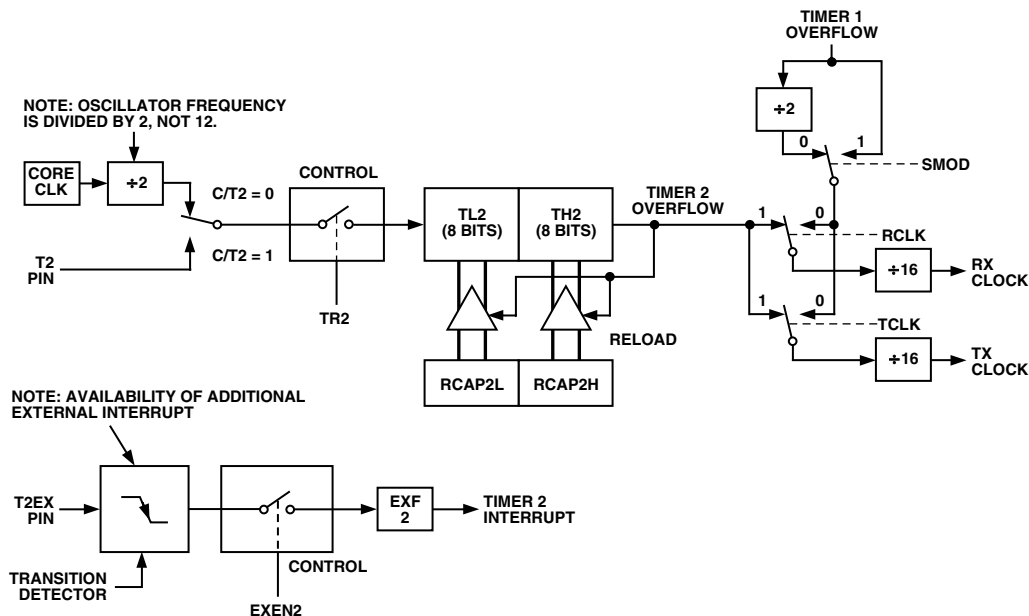 TIMER 1
OVERFLOW
NOTE: OSCILLATOR FREQUENCY
IS DIVIDED BY 2, NOT 12.
÷2
0
1
SMOD
CORE
CLK
÷2
C/T2 = 0
CONTROL
TL2
(8 BITS)
TH2
(8 BITS)
TIMER 2
OVERFLOW
1
0
RCLK
T2
PIN
C/T2 = 1
÷16
RX
CLOCK
TR2
1
0
TCLK
RELOAD
÷16
TX
CLOCK
RCAP2L
RCAP2H
NOTE: AVAILABILITY OF ADDITIONAL
EXTERNAL INTERRUPT
T2EX
PIN
EXF
2
TIMER 2
INTERRUPT
CONTROL
TRANSITION
DETECTOR
EXEN2